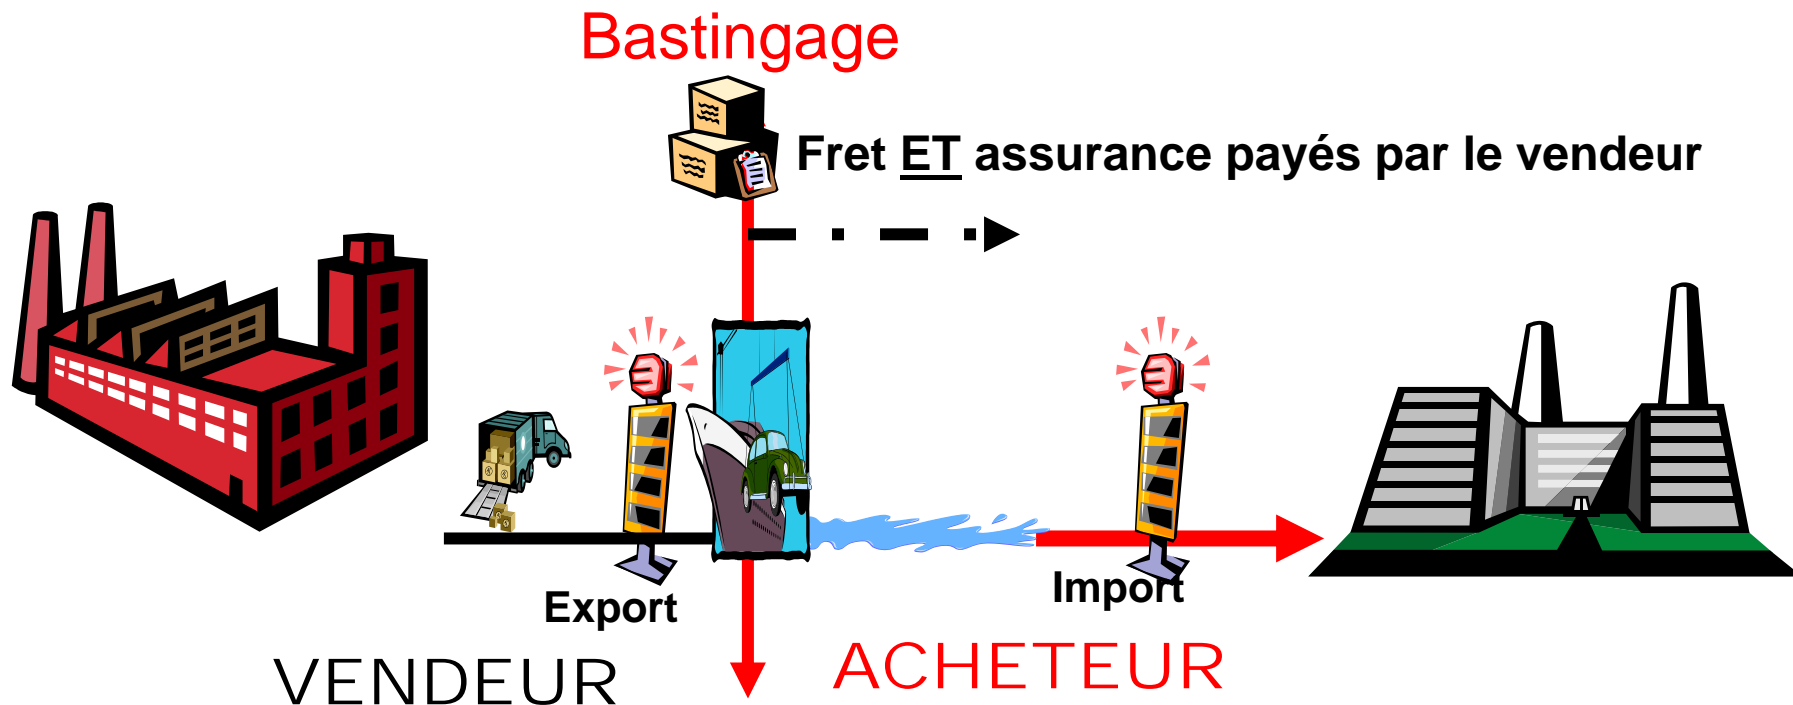 Bastingage
Fret ET assurance payés par le vendeur
Export
Import
VENDEUR
ACHETEUR